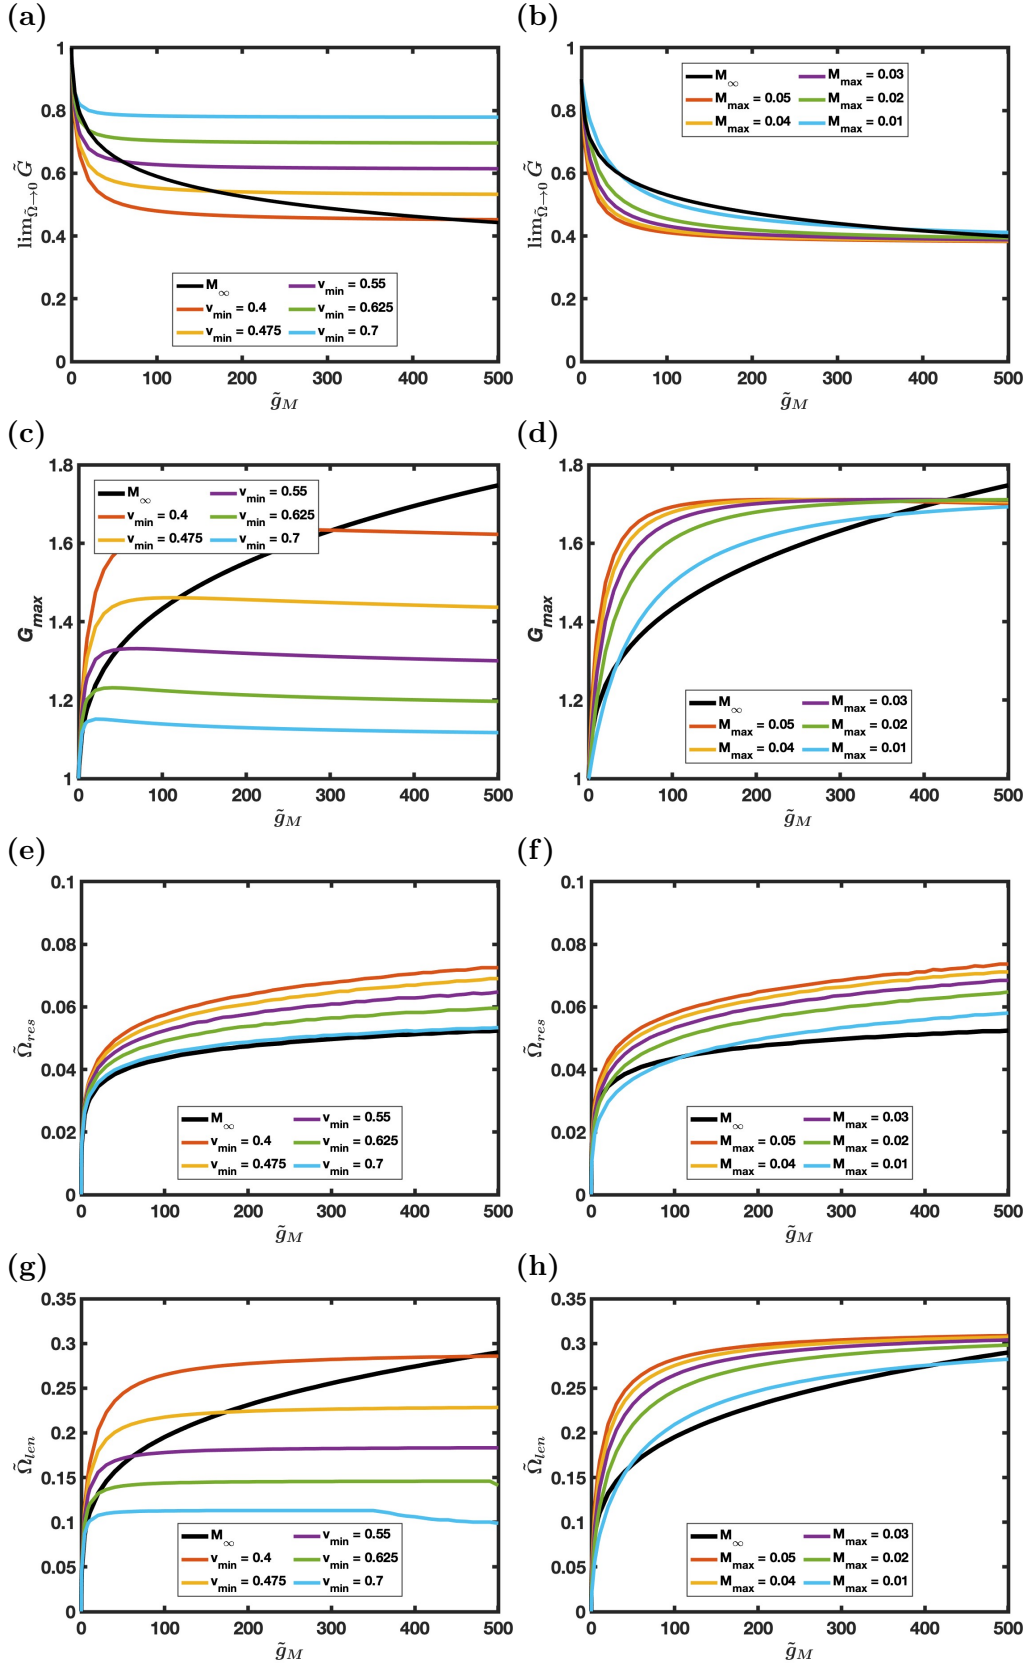 (a)
1
0.8
0.6
0.4
0.2
0
lim_{Ω̃→0} G̃
M_∞
v_min = 0.4
v_min = 0.475
v_min = 0.55
v_min = 0.625
v_min = 0.7
0 100 200 300 400 500
g̃_M
(b)
1
0.8
0.6
0.4
0.2
0
lim_{Ω̃→0} G̃
M_∞
M_max = 0.05
M_max = 0.04
M_max = 0.03
M_max = 0.02
M_max = 0.01
0 100 200 300 400 500
g̃_M
(c)
1.8
1.6
1.4
1.2
1
G_max
M_∞
v_min = 0.4
v_min = 0.475
v_min = 0.55
v_min = 0.625
v_min = 0.7
0 100 200 300 400 500
g̃_M
(d)
1.8
1.6
1.4
1.2
1
G_max
M_∞
M_max = 0.05
M_max = 0.04
M_max = 0.03
M_max = 0.02
M_max = 0.01
0 100 200 300 400 500
g̃_M
(e)
0.1
0.08
0.06
0.04
0.02
0
Ω̃_res
M_∞
v_min = 0.4
v_min = 0.475
v_min = 0.55
v_min = 0.625
v_min = 0.7
0 100 200 300 400 500
g̃_M
(f)
0.1
0.08
0.06
0.04
0.02
0
Ω̃_res
M_∞
M_max = 0.05
M_max = 0.04
M_max = 0.03
M_max = 0.02
M_max = 0.01
0 100 200 300 400 500
g̃_M
(g)
0.35
0.3
0.25
0.2
0.15
0.1
0.05
0
Ω̃_len
M_∞
v_min = 0.4
v_min = 0.475
v_min = 0.55
v_min = 0.625
v_min = 0.7
0 100 200 300 400 500
g̃_M
(h)
0.35
0.3
0.25
0.2
0.15
0.1
0.05
0
Ω̃_len
M_∞
M_max = 0.05
M_max = 0.04
M_max = 0.03
M_max = 0.02
M_max = 0.01
0 100 200 300 400 500
g̃_M